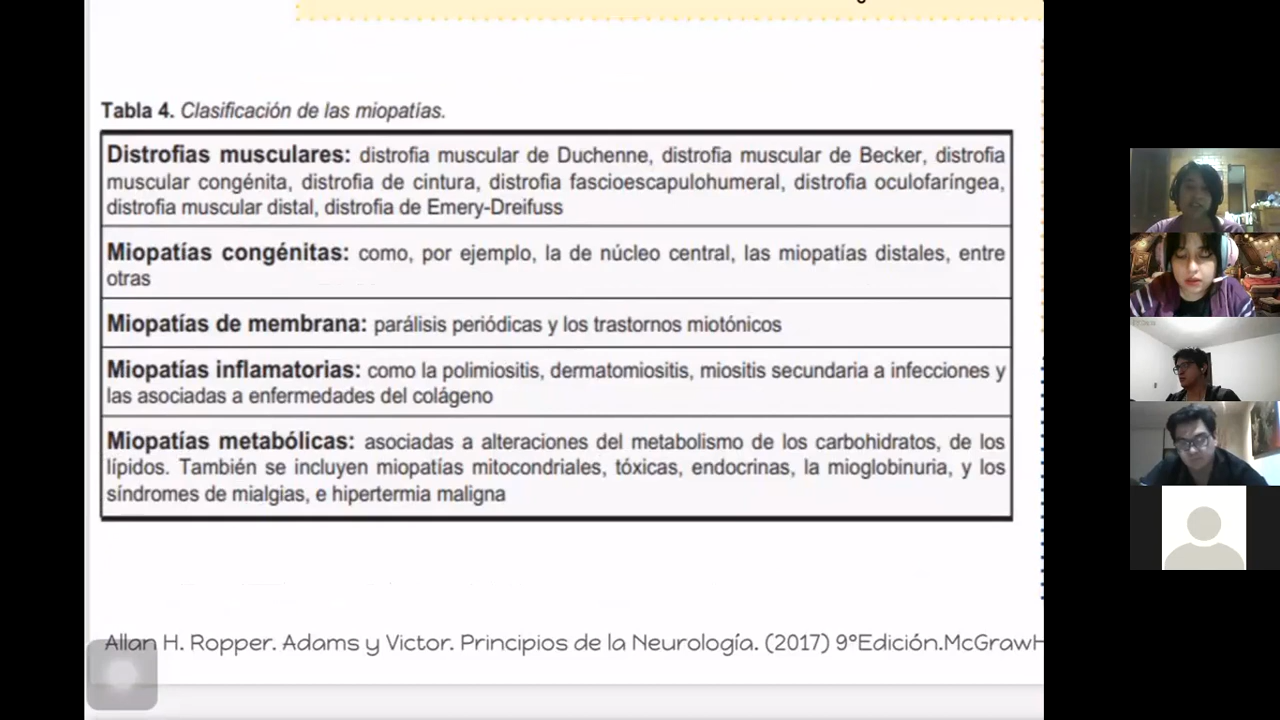 Tabla 4. Clasificación de las miopatías.
Distrofias musculares: distrofia muscular de Duchenne, distrofia muscular de Becker, distrofia
muscular congénita, distrofia de cintura, distrofia fascioescapulohumeral, distrofia oculofaríngea,
distrofia muscular distal, distrofia de Emery-Dreifuss
Miopatías congénitas: como, por ejemplo, la de núcleo central, las miopatías distales, entre
otras
Miopatías de membrana: parálisis periódicas y los trastornos miotónicos
Miopatías inflamatorias: como la polimiositis, dermatomiositis, miositis secundaria a infecciones y
las asociadas a enfermedades del colágeno
Miopatías metabólicas: asociadas a alteraciones del metabolismo de los carbohidratos, de los
lípidos. También se incluyen miopatías mitocondriales, tóxicas, endocrinas, la mioglobinuria, y los
síndromes de mialgias, e hipertermia maligna
Allan H. Ropper. Adams y Victor. Principios de la Neurología. (2017) 9°Edición.McGrawH